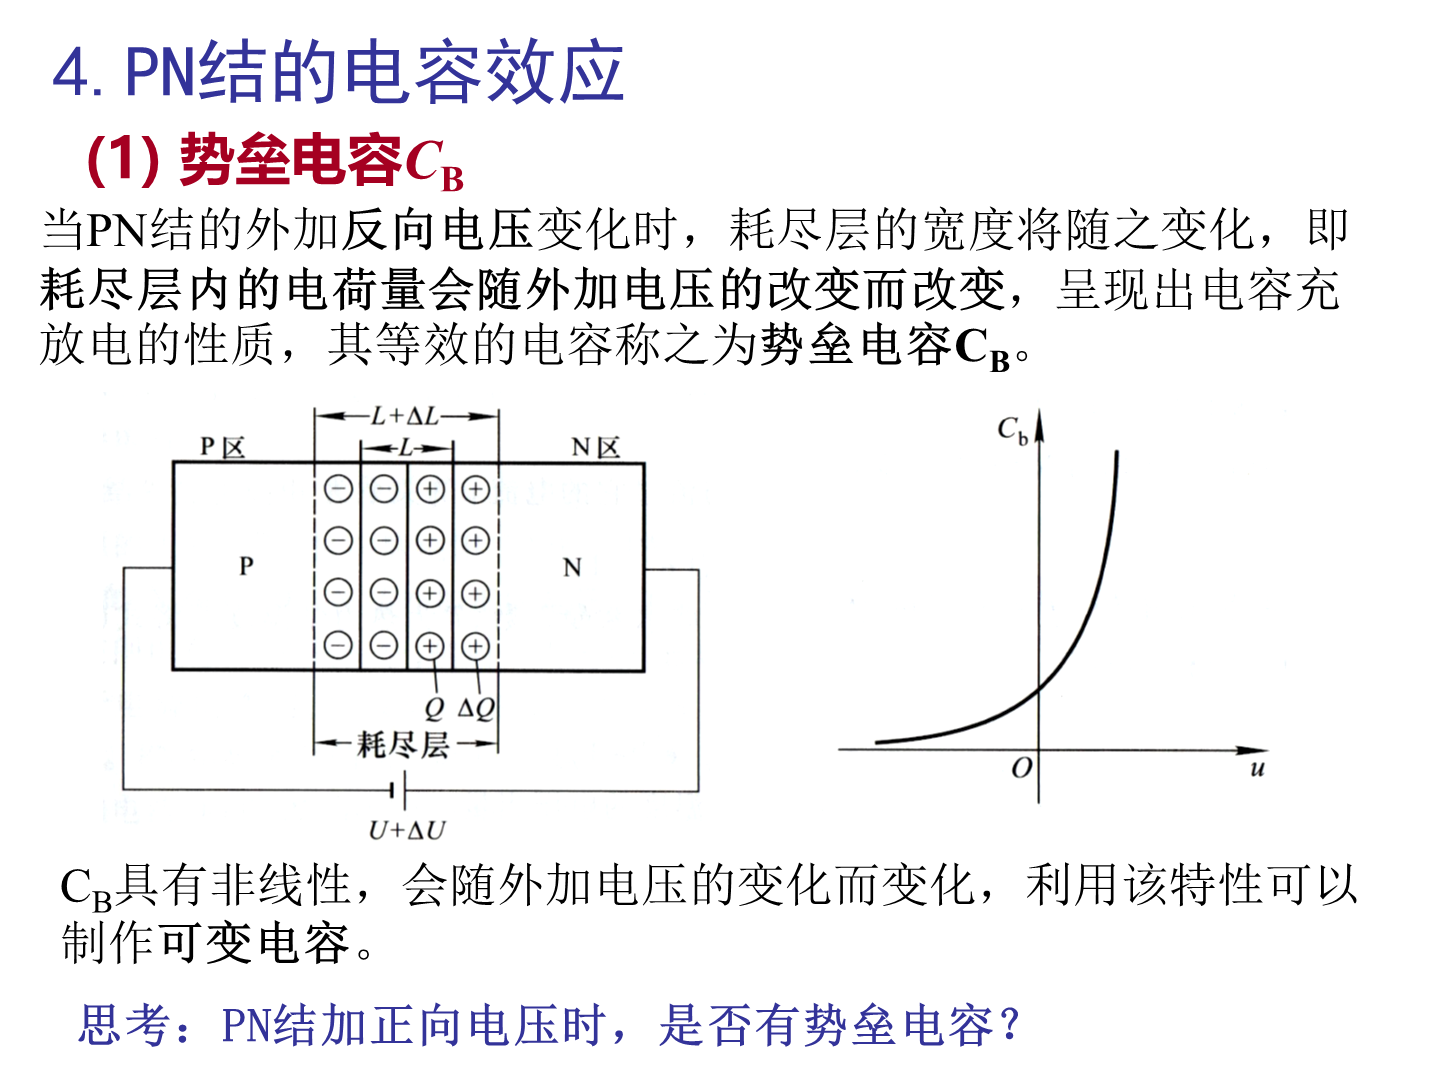 4.PN结的电容效应
(1) 势垒电容C_B
当PN结的外加反向电压变化时，耗尽层的宽度将随之变化，即
耗尽层内的电荷量会随外加电压的改变而改变，呈现出电容充
放电的性质，其等效的电容称之为势垒电容C_B。
L+ΔL
P区
L
N区
P
N
Q ΔQ
耗尽层
U+ΔU
C_b
O
u
C_B具有非线性，会随外加电压的变化而变化，利用该特性可以
制作可变电容。
思考：PN结加正向电压时，是否有势垒电容？